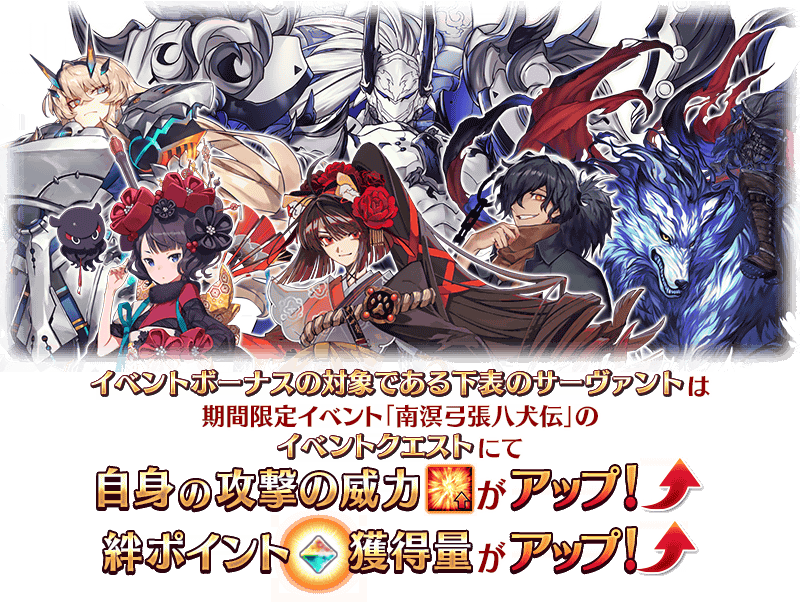 イベントボーナスの対象である下表のサーヴァントは
期間限定イベント「南溟弓張八犬伝」の
イベントクエストにて
自身の攻撃の威力がアップ!
絆ポイント獲得量がアップ!